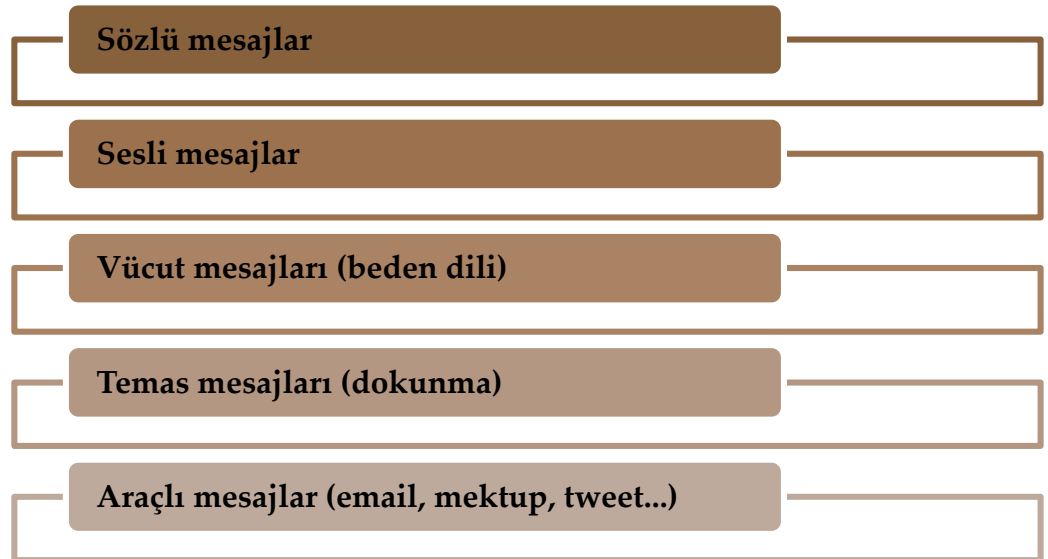 Sözlü mesajlar
Sesli mesajlar
Vücut mesajları (beden dili)
Temas mesajları (dokunma)
Araçlı mesajlar (email, mektup, tweet...)